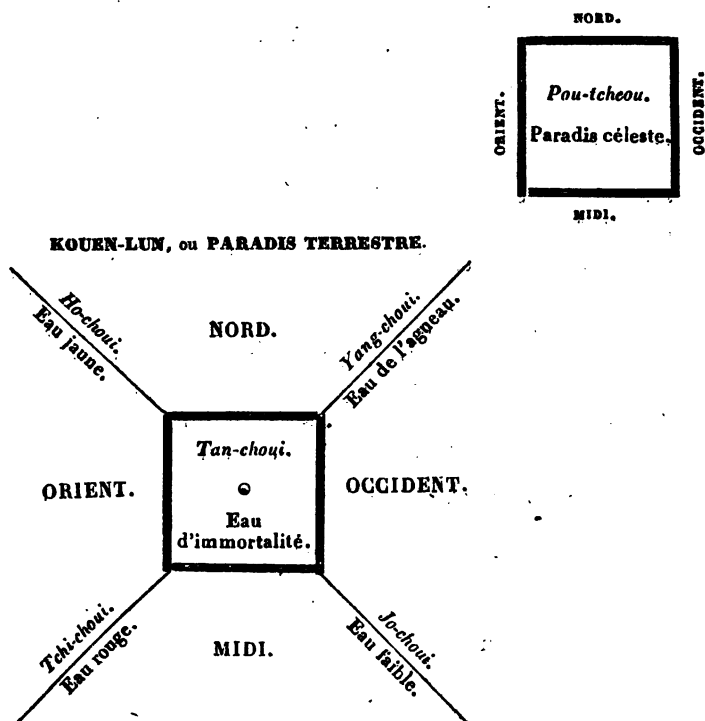 NORD.
ORIENT.
Pou-tcheou.
Paradis céleste.
OCCIDENT.
MIDI.
KOUEN-LUN, ou PARADIS TERRESTRE.
Ho-choui.
Eau jaune.
NORD.
Yang-choui.
Eau de l'agneau.
ORIENT.
Tan-choui.
Eau
d'immortalité.
OCCIDENT.
Tchi-choui.
Eau rouge.
MIDI.
Jo-choui.
Eau faible.